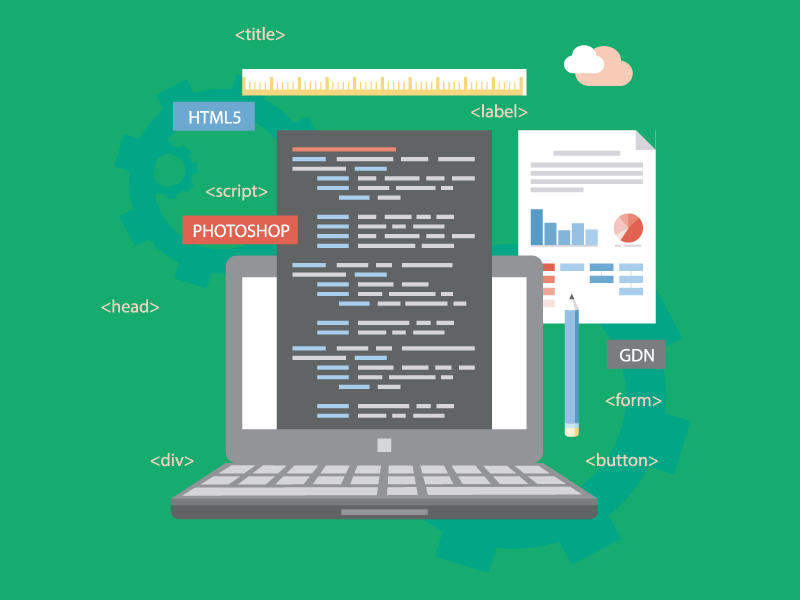 <title>
<label>
HTML5
<script>
PHOTOSHOP
<head>
GDN
<form>
<div>
<button>